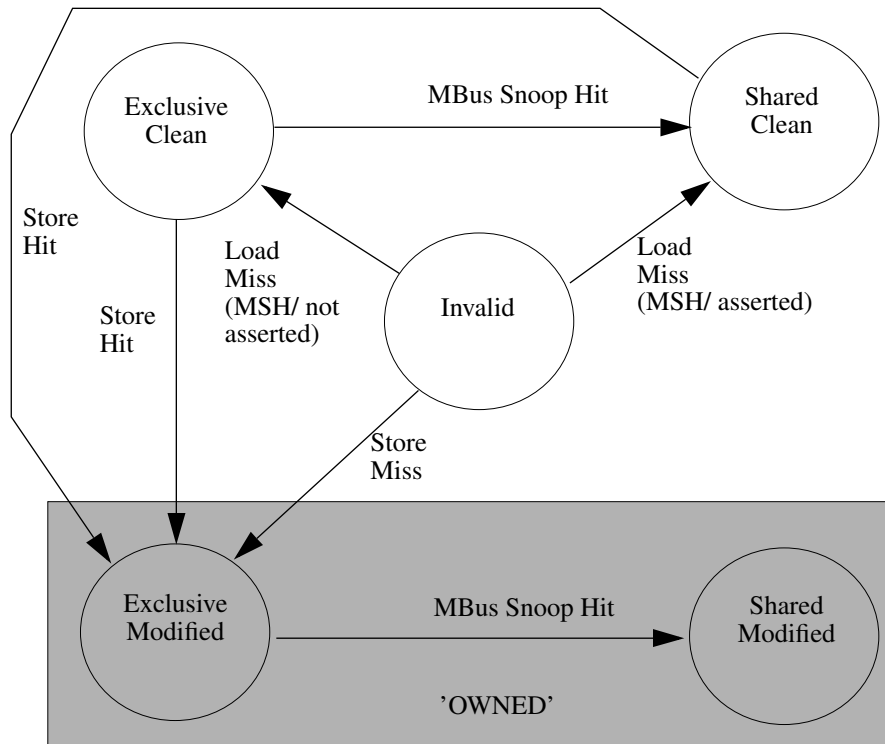 Exclusive
Clean
MBus Snoop Hit
Shared
Clean
Store
Hit
Load
Miss
(MSH/ not
asserted)
Invalid
Load
Miss
(MSH/ asserted)
Store
Hit
Store
Miss
Exclusive
Modified
MBus Snoop Hit
Shared
Modified
’OWNED’